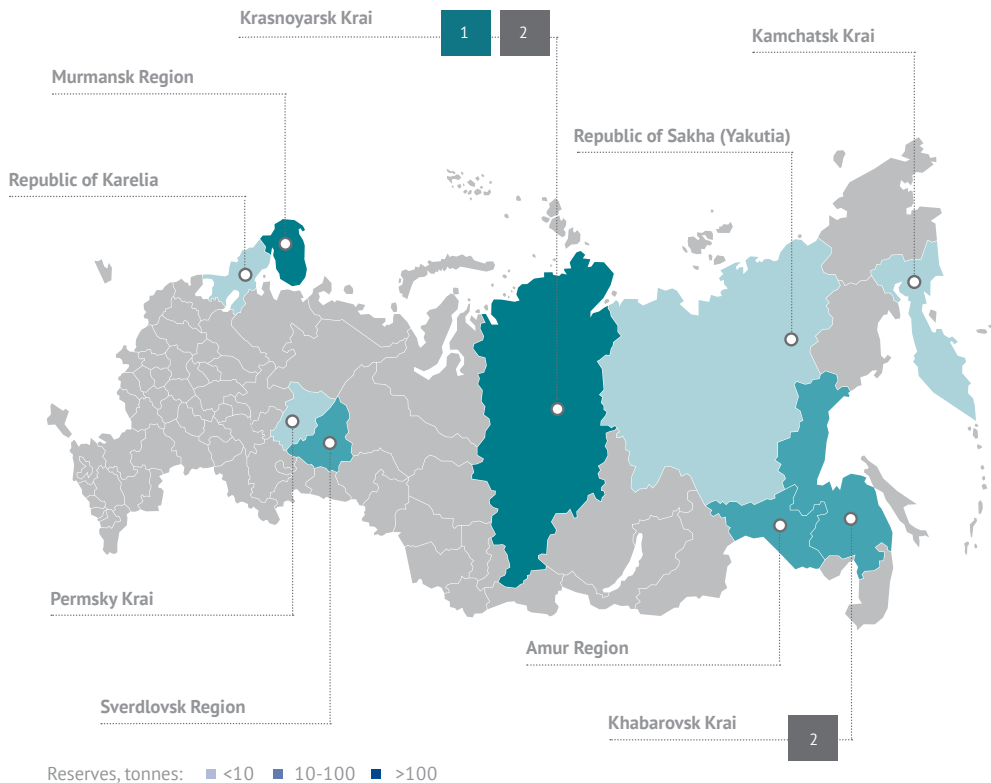 Krasnoyarsk Krai
1 2
Kamchatsk Krai
Murmansk Region
Republic of Sakha (Yakutia)
Republic of Karelia
Permsky Krai
Amur Region
Sverdlovsk Region
Khabarovsk Krai
2
Reserves, tonnes: <10 10-100 >100